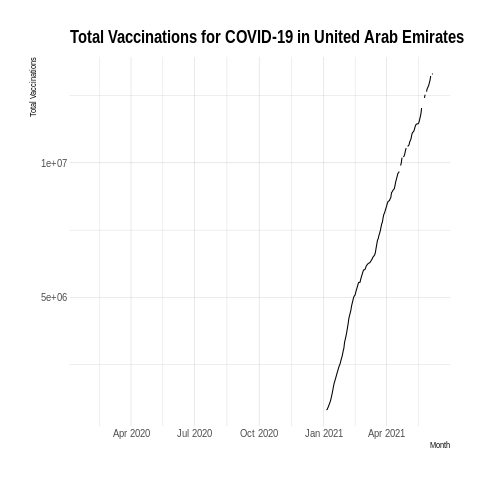 Total Vaccinations for COVID-19 in United Arab Emirates
Total Vaccinations
1e+07
5e+06
Apr 2020 Jul 2020 Oct 2020 Jan 2021 Apr 2021
Month